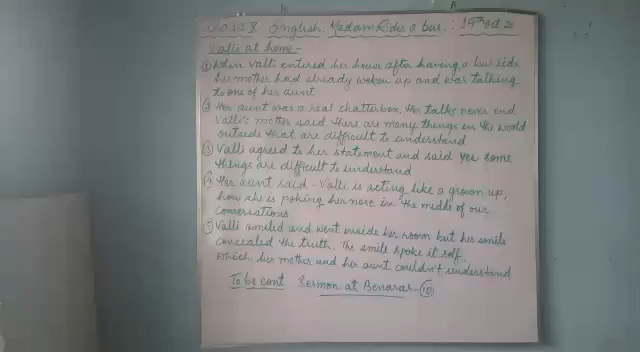 Class X English. Madam Rides a bus. : 19th Oct 20
Valli at home -
① When Valli entered her house after having a bus ride
her mother had already woken up and was talking
to one of her aunt
② Her aunt was a real chatterbox. Her talks never end
Valli's mother said there are many things in the world
outside that are difficult to understand
③ Valli agreed to her statement and said yes some
things are difficult to understand
④ Her aunt said - Valli is acting like a grown up,
how she is poking her nose in the middle of our
conversations
⑤ Valli smiled and went inside her room but her smile
concealed the truth. The smile spoke it self.
which her mother and her aunt couldn't understand
To be cont Sermon at Benaras -⑩